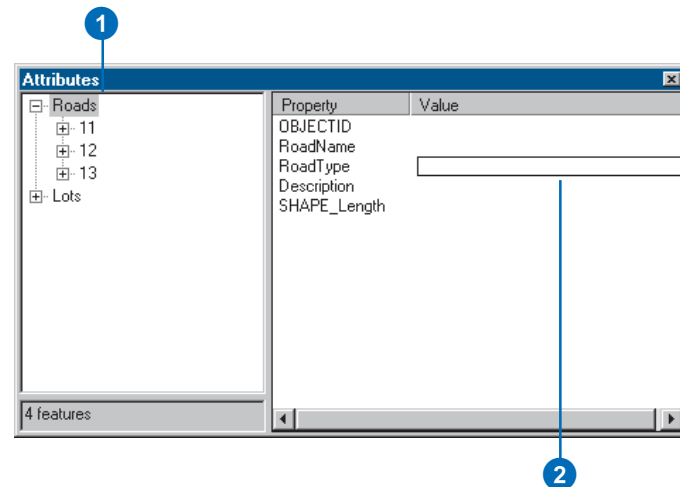 1
Attributes
Roads
11
12
13
Lots
4 features
Property Value
OBJECTID
RoadName
RoadType
Description
SHAPE_Length
2